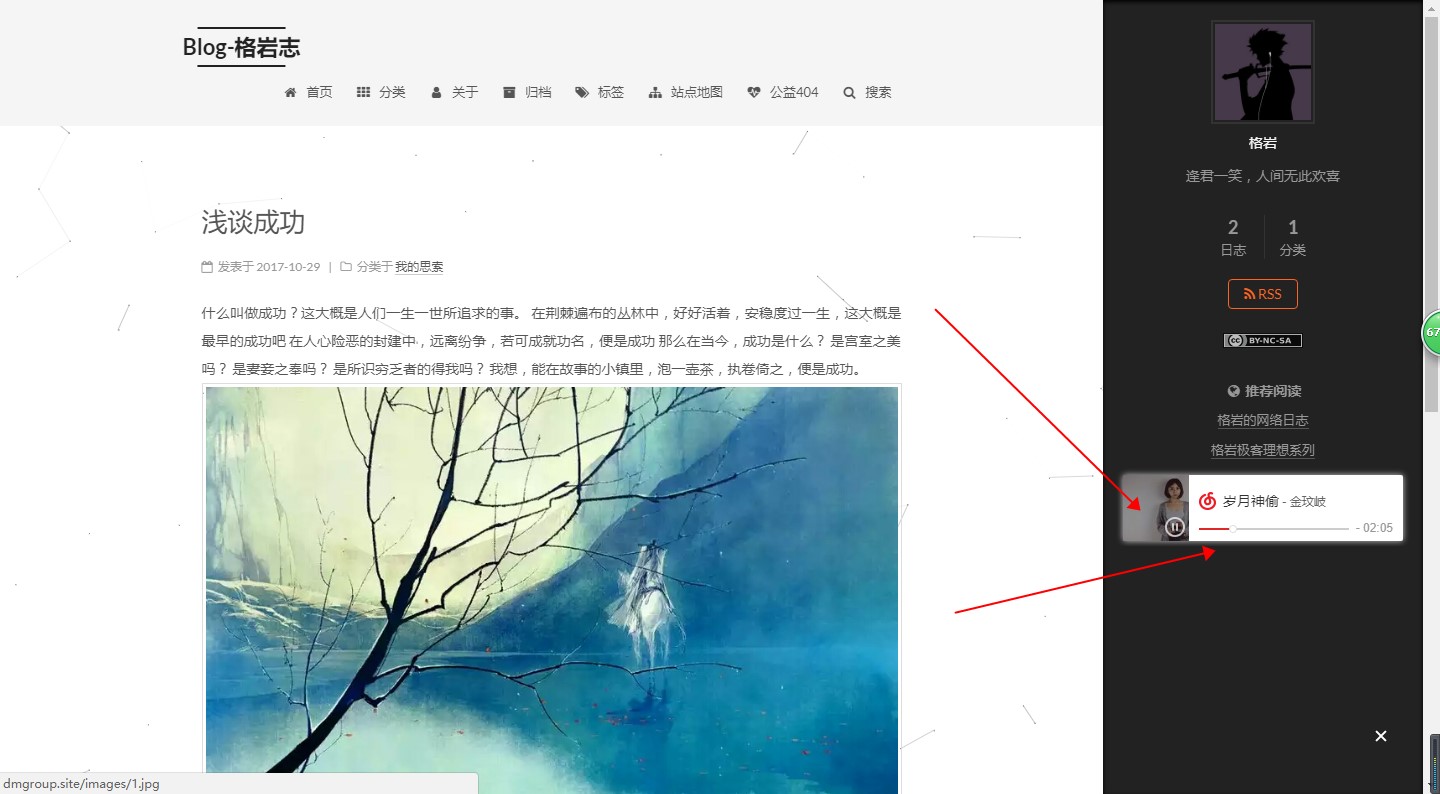 Blog-格岩志
首页 分类 关于 归档 标签 站点地图 公益404 搜索
浅谈成功
发表于 2017-10-29 | 分类于 我的思索
什么叫做成功？这大概是人们一生一世所追求的事。 在荆棘遍布的丛林中，好好活着，安稳度过一生，这大概是
最早的成功吧 在人心险恶的封建中，远离纷争，若可成就功名，便是成功 那么在当今，成功是什么？ 是宫室之美
吗？ 是妻妾之奉吗？ 是所识穷乏者的得我吗？ 我想，能在故事的小镇里，泡一壶茶，执卷倚之，便是成功。
dmgroup.site/images/1.jpg
格岩
逢君一笑，人间无此欢喜
2 1
日志 分类
RSS
cc BY-NC-SA
推荐阅读
格岩的网络日志
格岩极客理想系列
岁月神偷 - 金玟岐
- 02:05
67